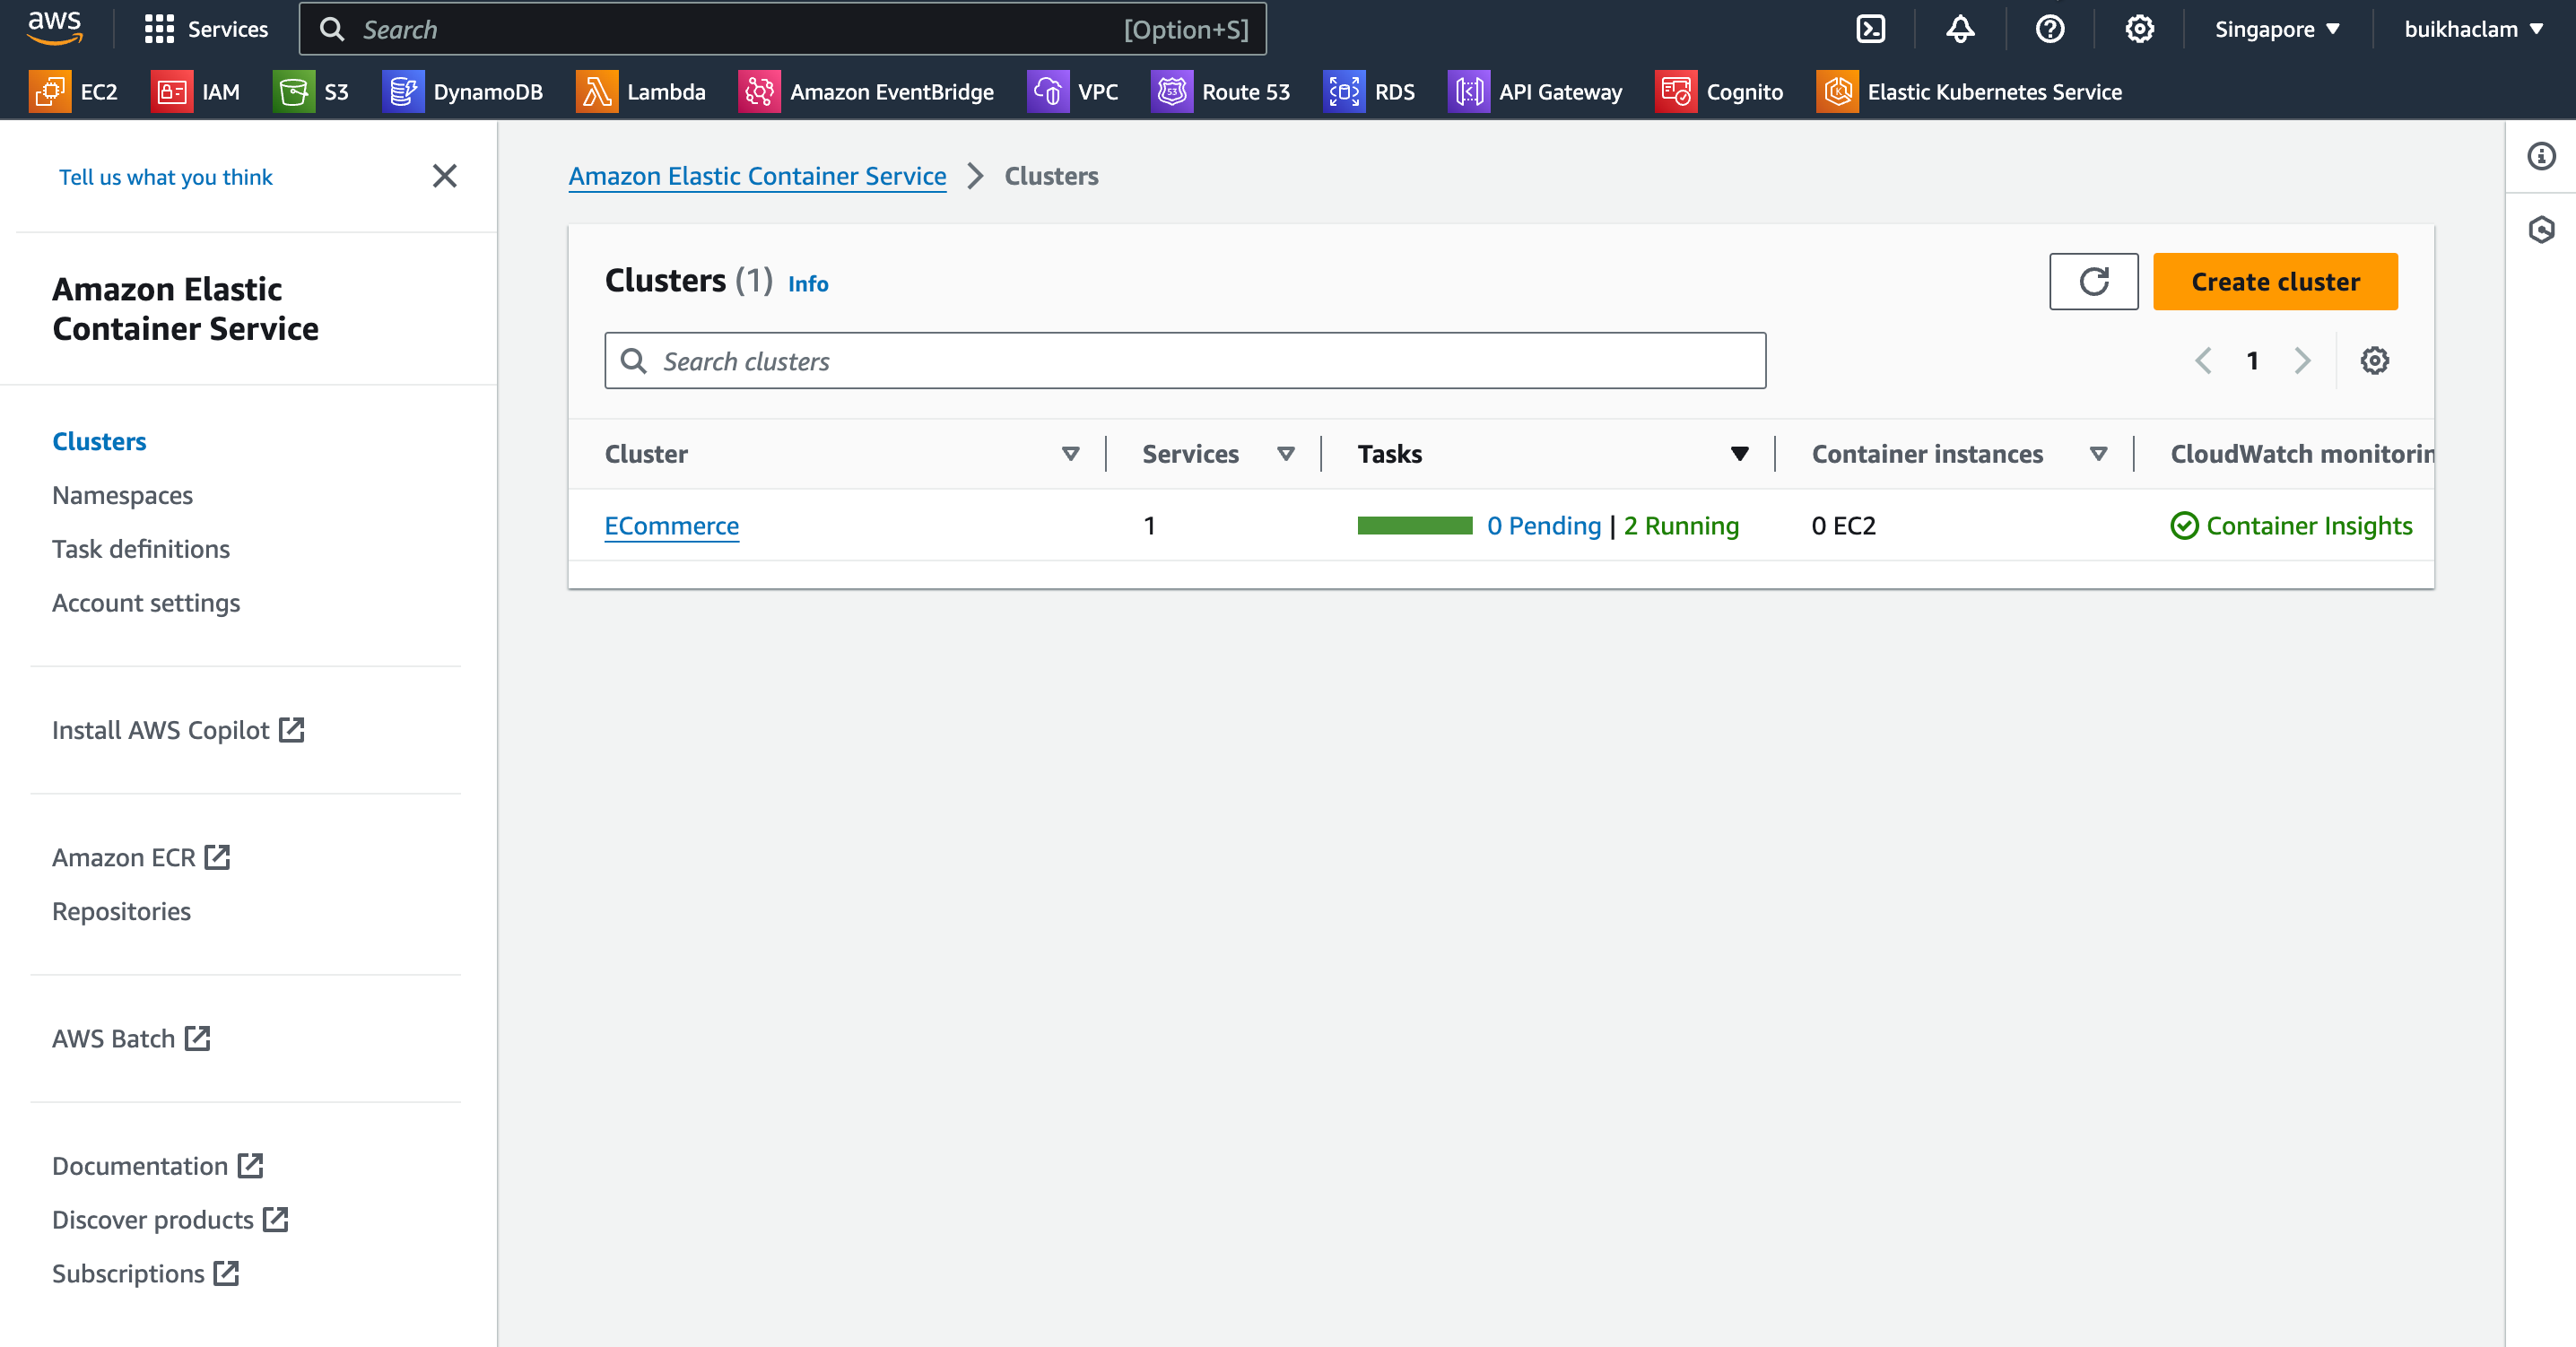 aws Services Search [Option+S] Singapore buikhaclam
EC2 IAM S3 DynamoDB Lambda Amazon EventBridge VPC Route 53 RDS API Gateway Cognito Elastic Kubernetes Service
Tell us what you think
Amazon Elastic
Container Service
Clusters
Namespaces
Task definitions
Account settings
Install AWS Copilot
Amazon ECR
Repositories
AWS Batch
Documentation
Discover products
Subscriptions
Amazon Elastic Container Service Clusters
Clusters (1) Info
Create cluster
Search clusters
1
Cluster Services Tasks Container instances CloudWatch monitorin
ECommerce 1 0 Pending | 2 Running 0 EC2 Container Insights